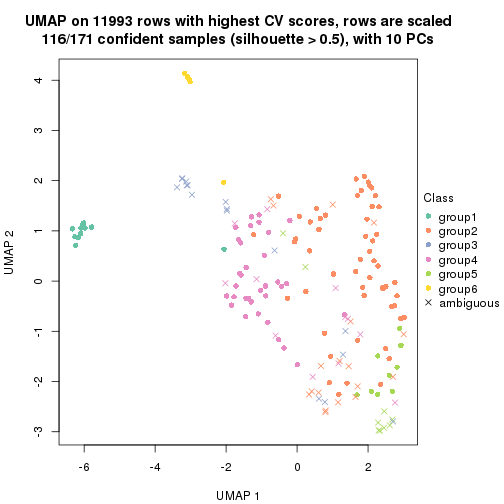 UMAP on 11993 rows with highest CV scores, rows are scaled
116/171 confident samples (silhouette > 0.5), with 10 PCs
4
3
2
1
0
-1
-2
-3
UMAP 2
-6
-4
-2
0
2
UMAP 1
Class
group1
group2
group3
group4
group5
group6
ambiguous